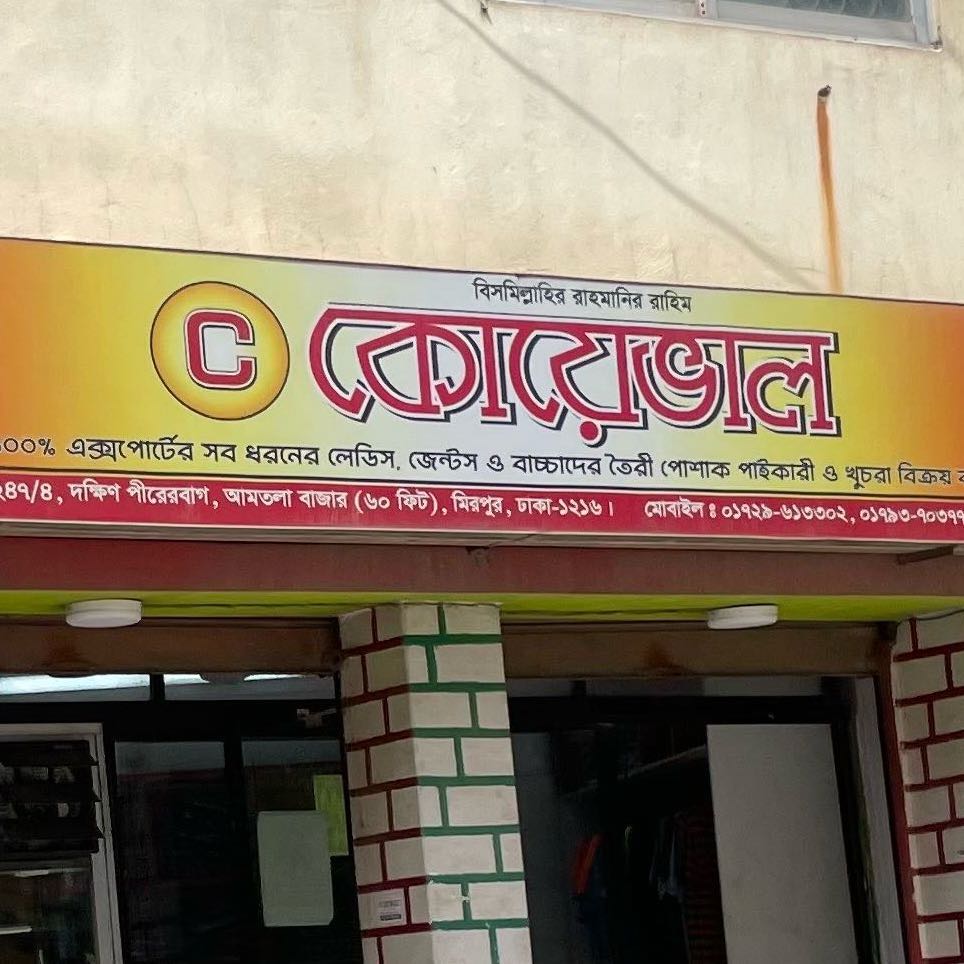 বিসমিল্লাহির রাহমানির রাহিম
C কোয়েভাল
১০০% এক্সপোর্টের সব ধরনের লেডিস, জেন্টস ও বাচ্চাদের তৈরী পোশাক পাইকারী ও খুচরা বিক্রয়
২৪৭/৪, দক্ষিণ পীরেরবাগ, আমতলা বাজার (৬০ ফিট), মিরপুর, ঢাকা-১২১৬। মোবাইল ঃ ০১৭২৯-৬১৩৩০২,